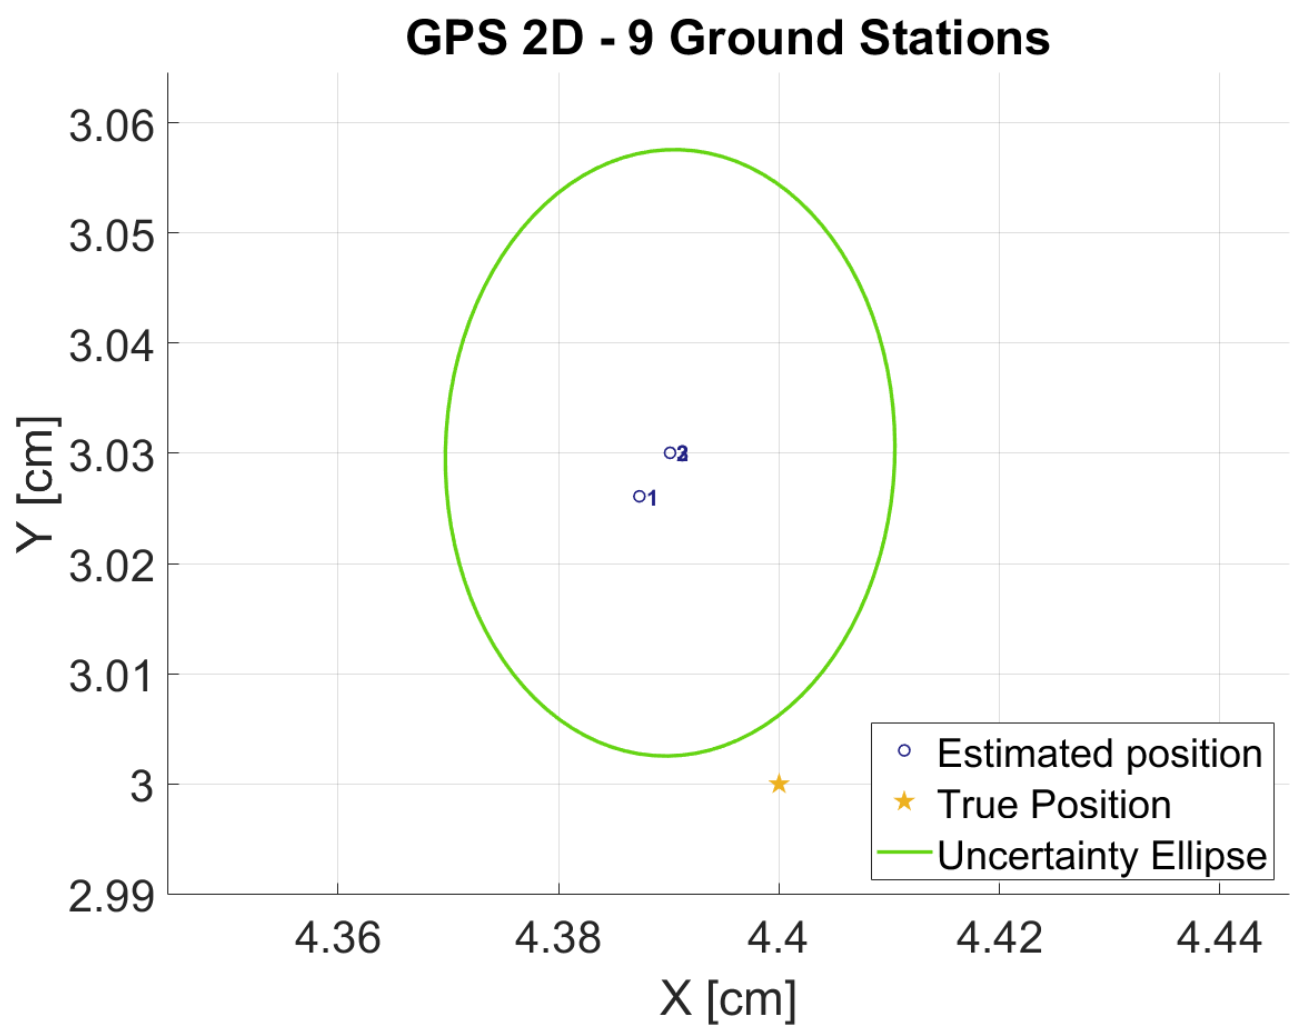 GPS 2D - 9 Ground Stations
3.06
3.05
3.04
3.03
3.02
3.01
3
2.99
Y [cm]
1
Estimated position
True Position
Uncertainty Ellipse
4.36
4.38
4.4
4.42
4.44
X [cm]